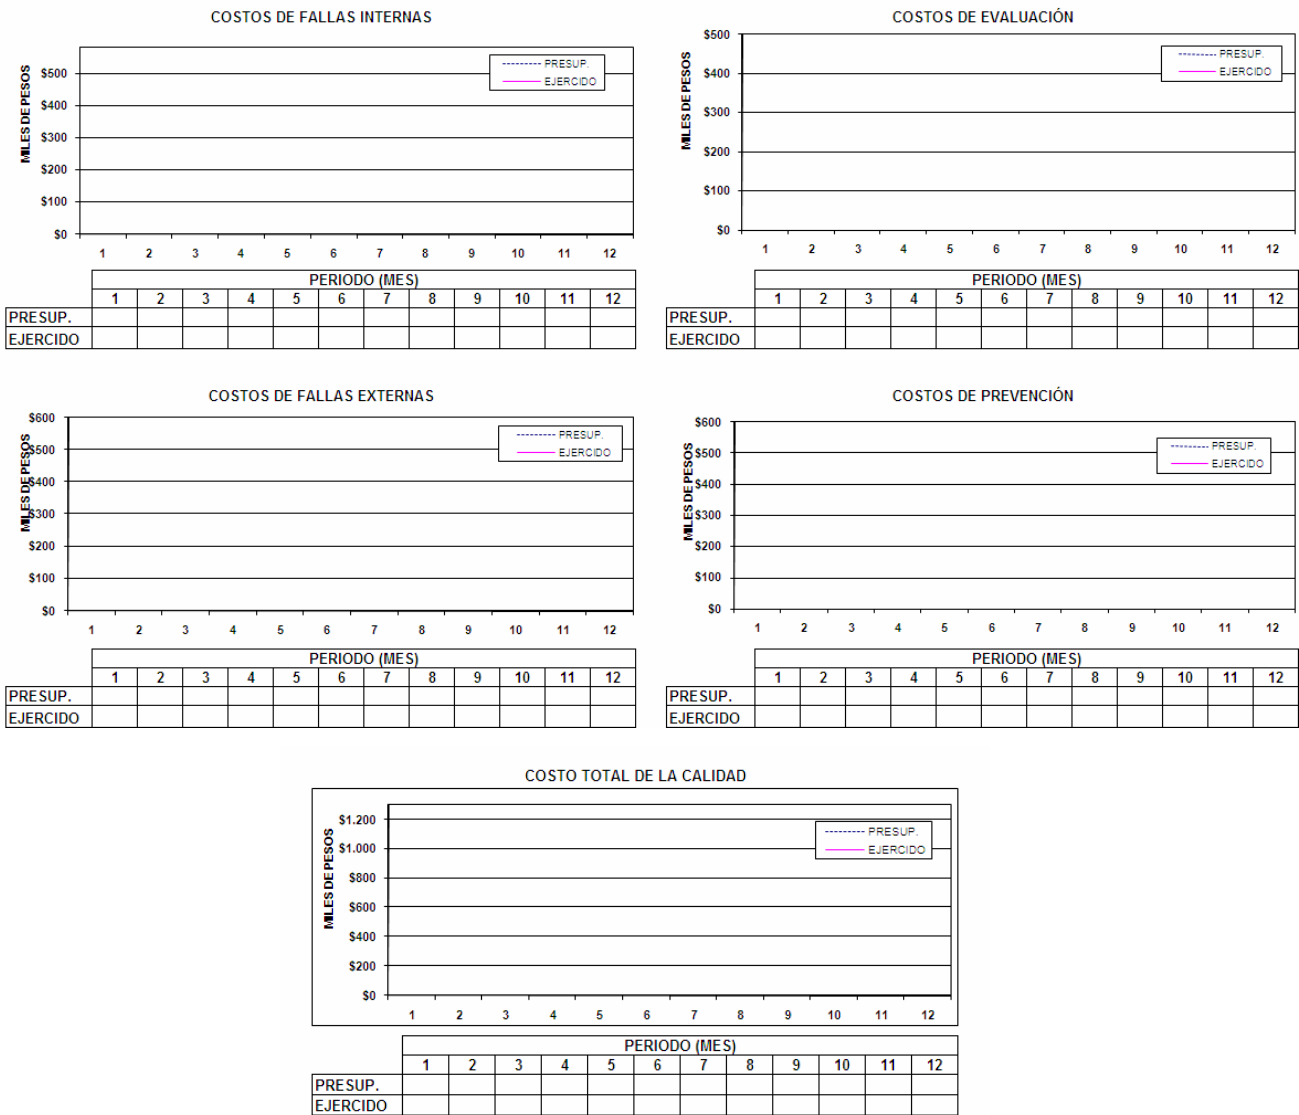 COSTOS DE FALLAS INTERNAS
MILES DE PESOS
$500
$400
$300
$200
$100
$0
PRESUP.
EJERCIDO
1 2 3 4 5 6 7 8 9 10 11 12
PERIODO (MES)
1 2 3 4 5 6 7 8 9 10 11 12
PRESUP.
EJERCIDO
COSTOS DE EVALUACIÓN
MILES DE PESOS
$500
$400
$300
$200
$100
$0
PRESUP.
EJERCIDO
1 2 3 4 5 6 7 8 9 10 11 12
PERIODO (MES)
1 2 3 4 5 6 7 8 9 10 11 12
PRESUP.
EJERCIDO
COSTOS DE FALLAS EXTERNAS
MILES DE PESOS
$600
$500
$400
$300
$200
$100
$0
PRESUP.
EJERCIDO
1 2 3 4 5 6 7 8 9 10 11 12
PERIODO (MES)
1 2 3 4 5 6 7 8 9 10 11 12
PRESUP.
EJERCIDO
COSTOS DE PREVENCIÓN
MILES DE PESOS
$600
$500
$400
$300
$200
$100
$0
PRESUP.
EJERCIDO
1 2 3 4 5 6 7 8 9 10 11 12
PERIODO (MES)
1 2 3 4 5 6 7 8 9 10 11 12
PRESUP.
EJERCIDO
COSTO TOTAL DE LA CALIDAD
MILES DE PESOS
$1.200
$1.000
$800
$600
$400
$200
$0
PRESUP.
EJERCIDO
1 2 3 4 5 6 7 8 9 10 11 12
PERIODO (MES)
1 2 3 4 5 6 7 8 9 10 11 12
PRESUP.
EJERCIDO